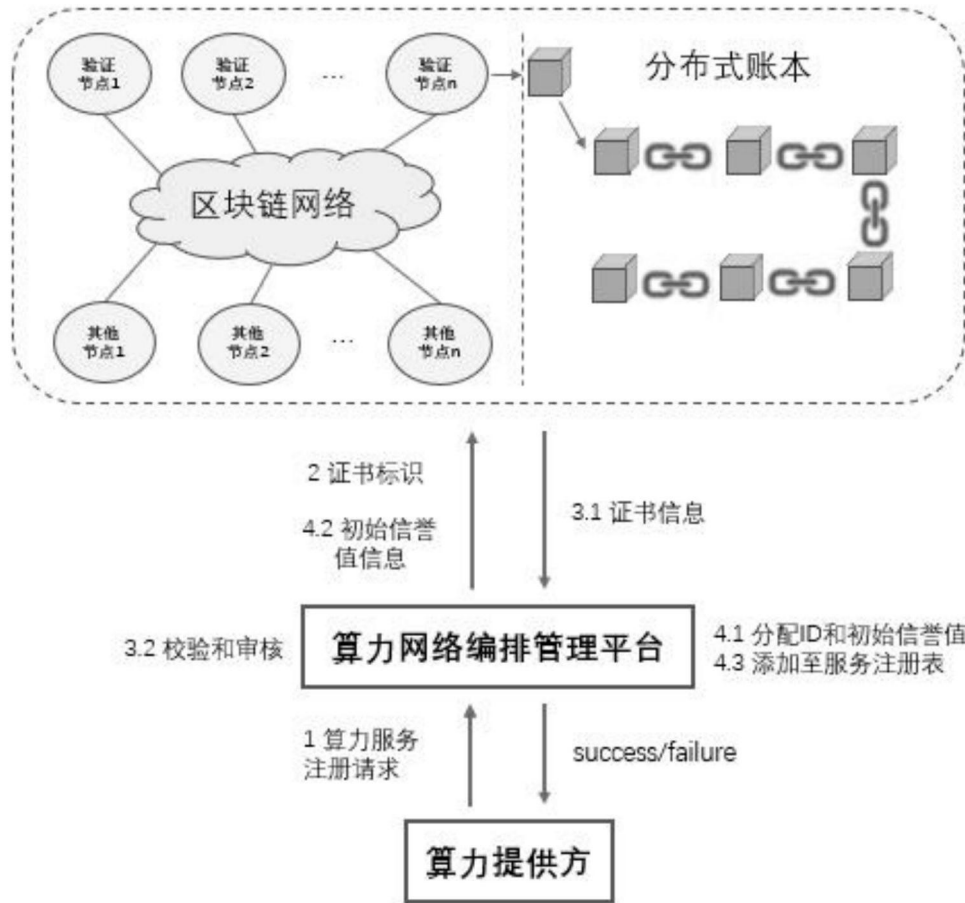 验证
节点1
验证
节点2
...
验证
节点n
分布式账本
区块链网络
其他
节点1
其他
节点2
...
其他
节点n
2 证书标识
4.2 初始信誉
值信息
3.1 证书信息
3.2 校验和审核
算力网络编排管理平台
4.1 分配ID和初始信誉值
4.3 添加至服务注册表
1 算力服务
注册请求
success/failure
算力提供方